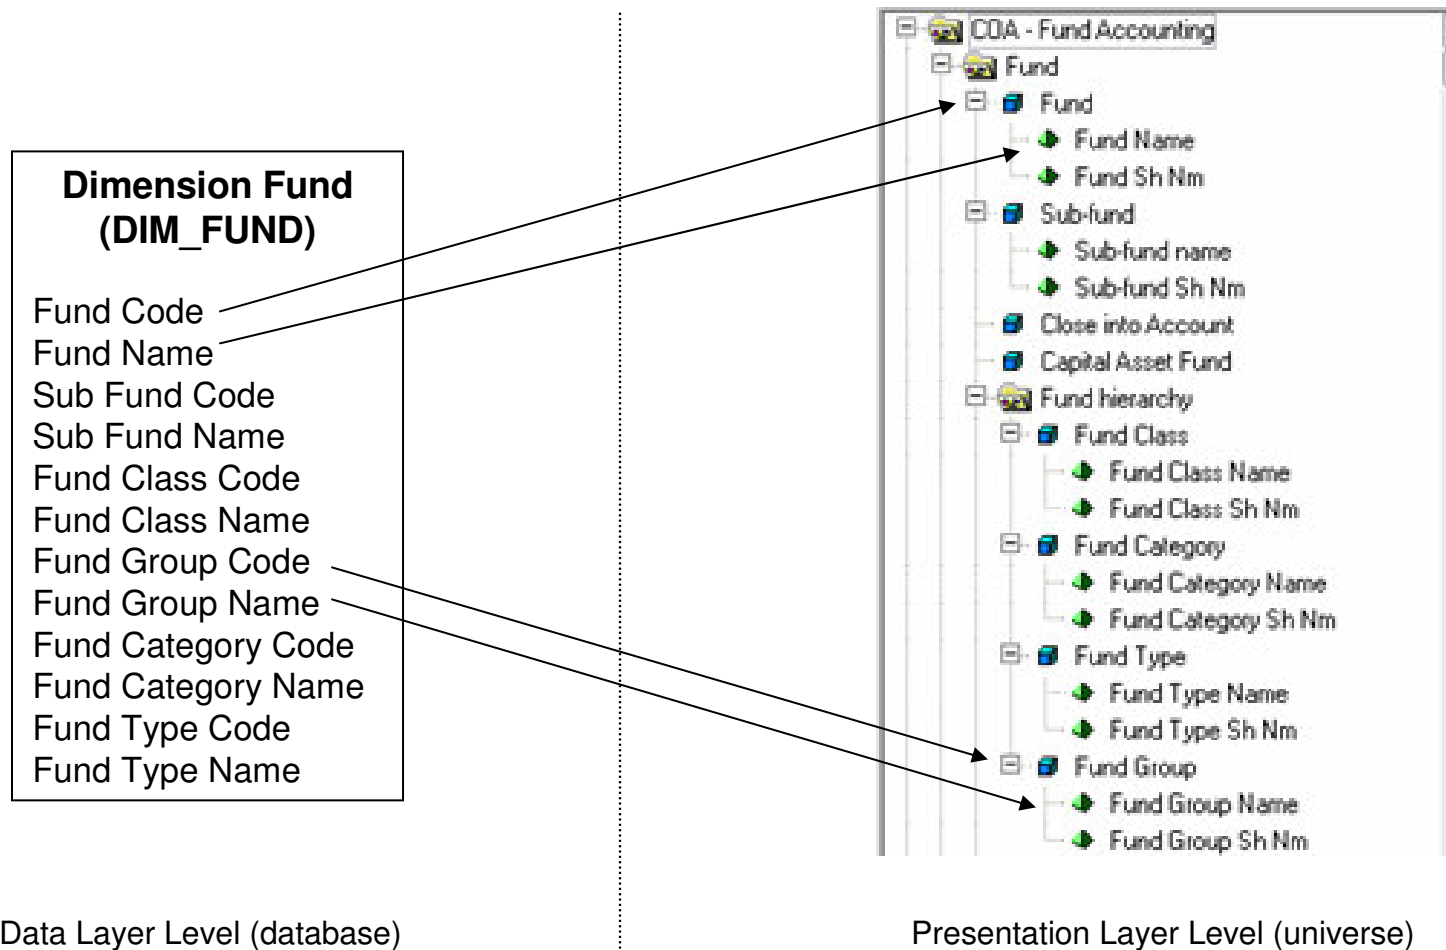 Dimension Fund
(DIM_FUND)
Fund Code
Fund Name
Sub Fund Code
Sub Fund Name
Fund Class Code
Fund Class Name
Fund Group Code
Fund Group Name
Fund Category Code
Fund Category Name
Fund Type Code
Fund Type Name
Data Layer Level (database)
COA - Fund Accounting
Fund
Fund
Fund Name
Fund Sh Nm
Sub-fund
Sub-fund name
Sub-fund Sh Nm
Close into Account
Capital Asset Fund
Fund hierarchy
Fund Class
Fund Class Name
Fund Class Sh Nm
Fund Category
Fund Category Name
Fund Category Sh Nm
Fund Type
Fund Type Name
Fund Type Sh Nm
Fund Group
Fund Group Name
Fund Group Sh Nm
Presentation Layer Level (universe)